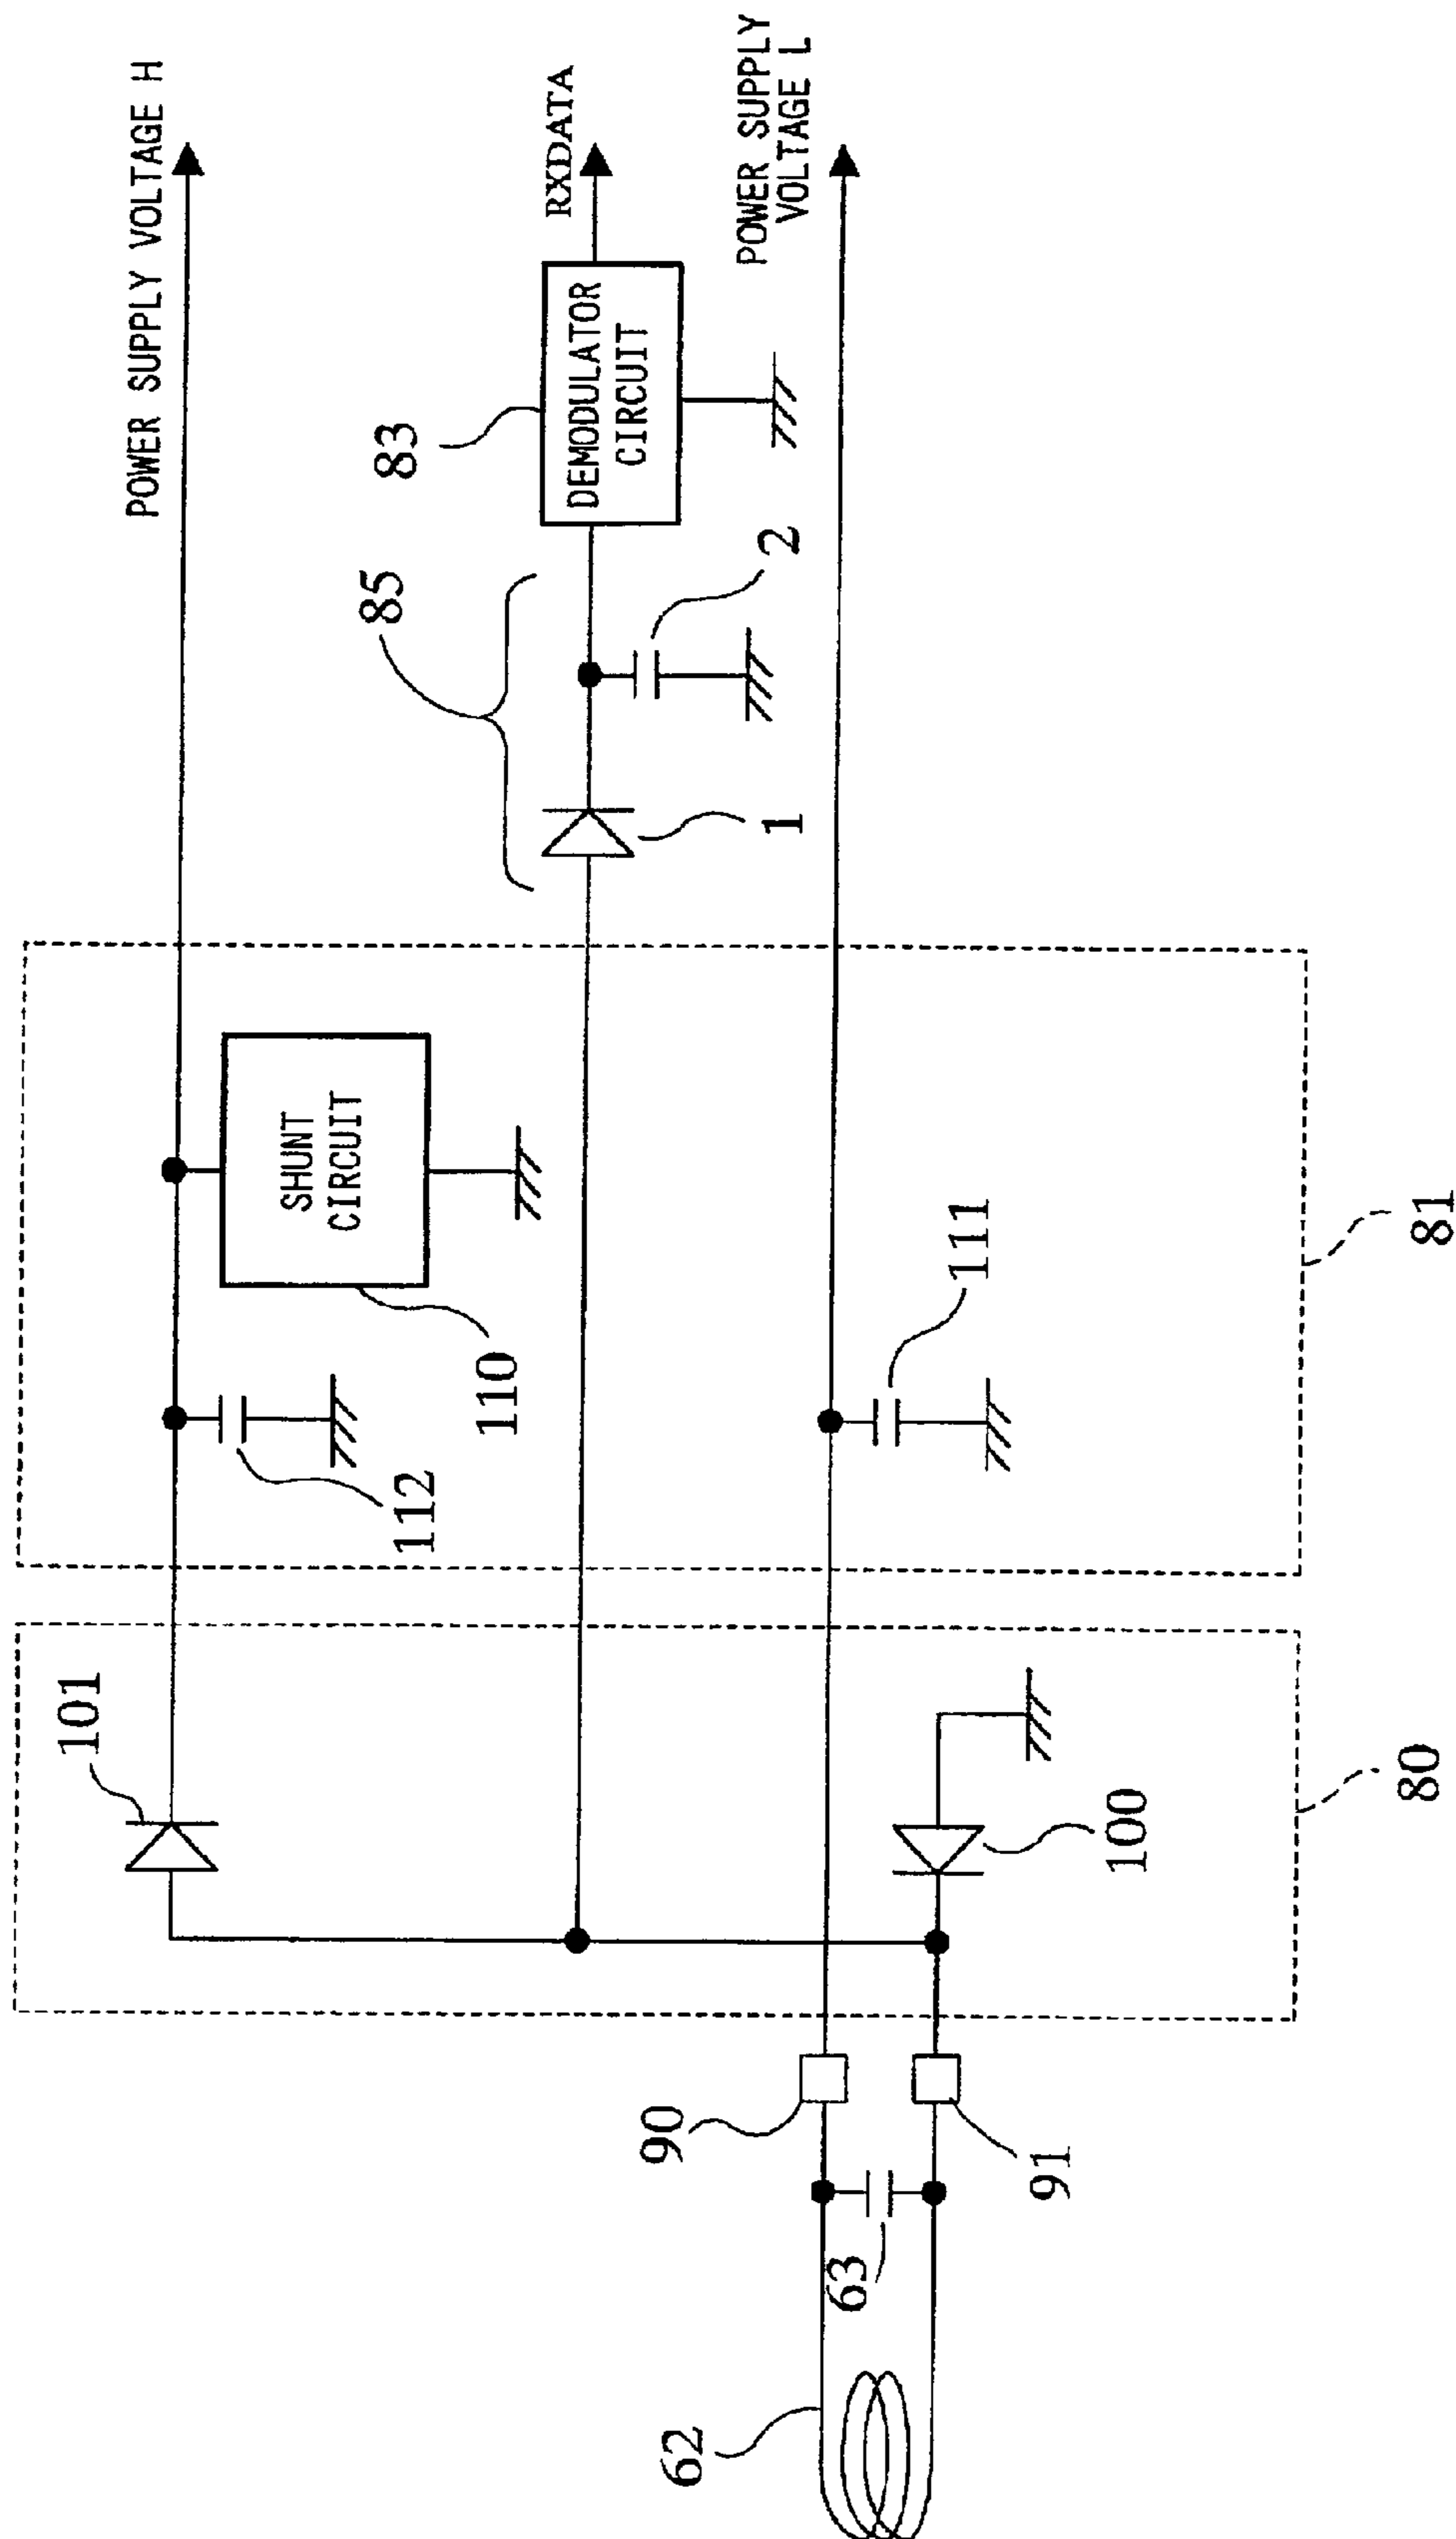 POWER SUPPLY VOLTAGE H
RXDATA
POWER SUPPLY
VOLTAGE L
83
DEMODULATOR
CIRCUIT
85
2
1
SHUNT
CIRCUIT
110
112
111
81
101
100
80
90
91
63
62